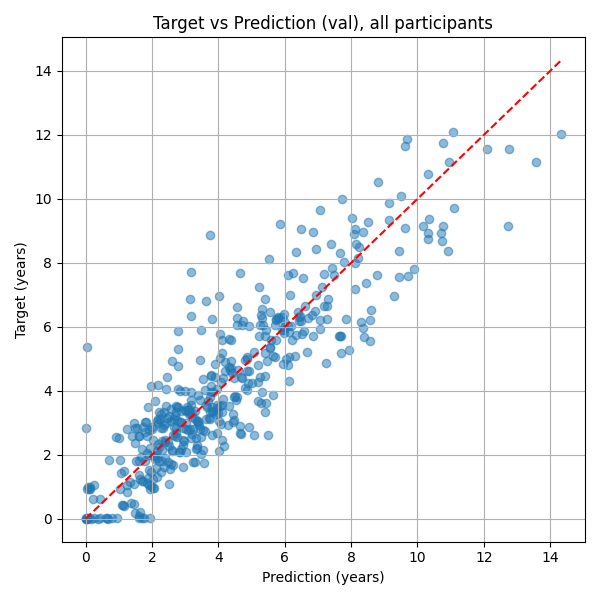 Target vs Prediction (val), all participants
14
12
10
8
6
4
2
0
Target (years)
0 2 4 6 8 10 12 14
Prediction (years)